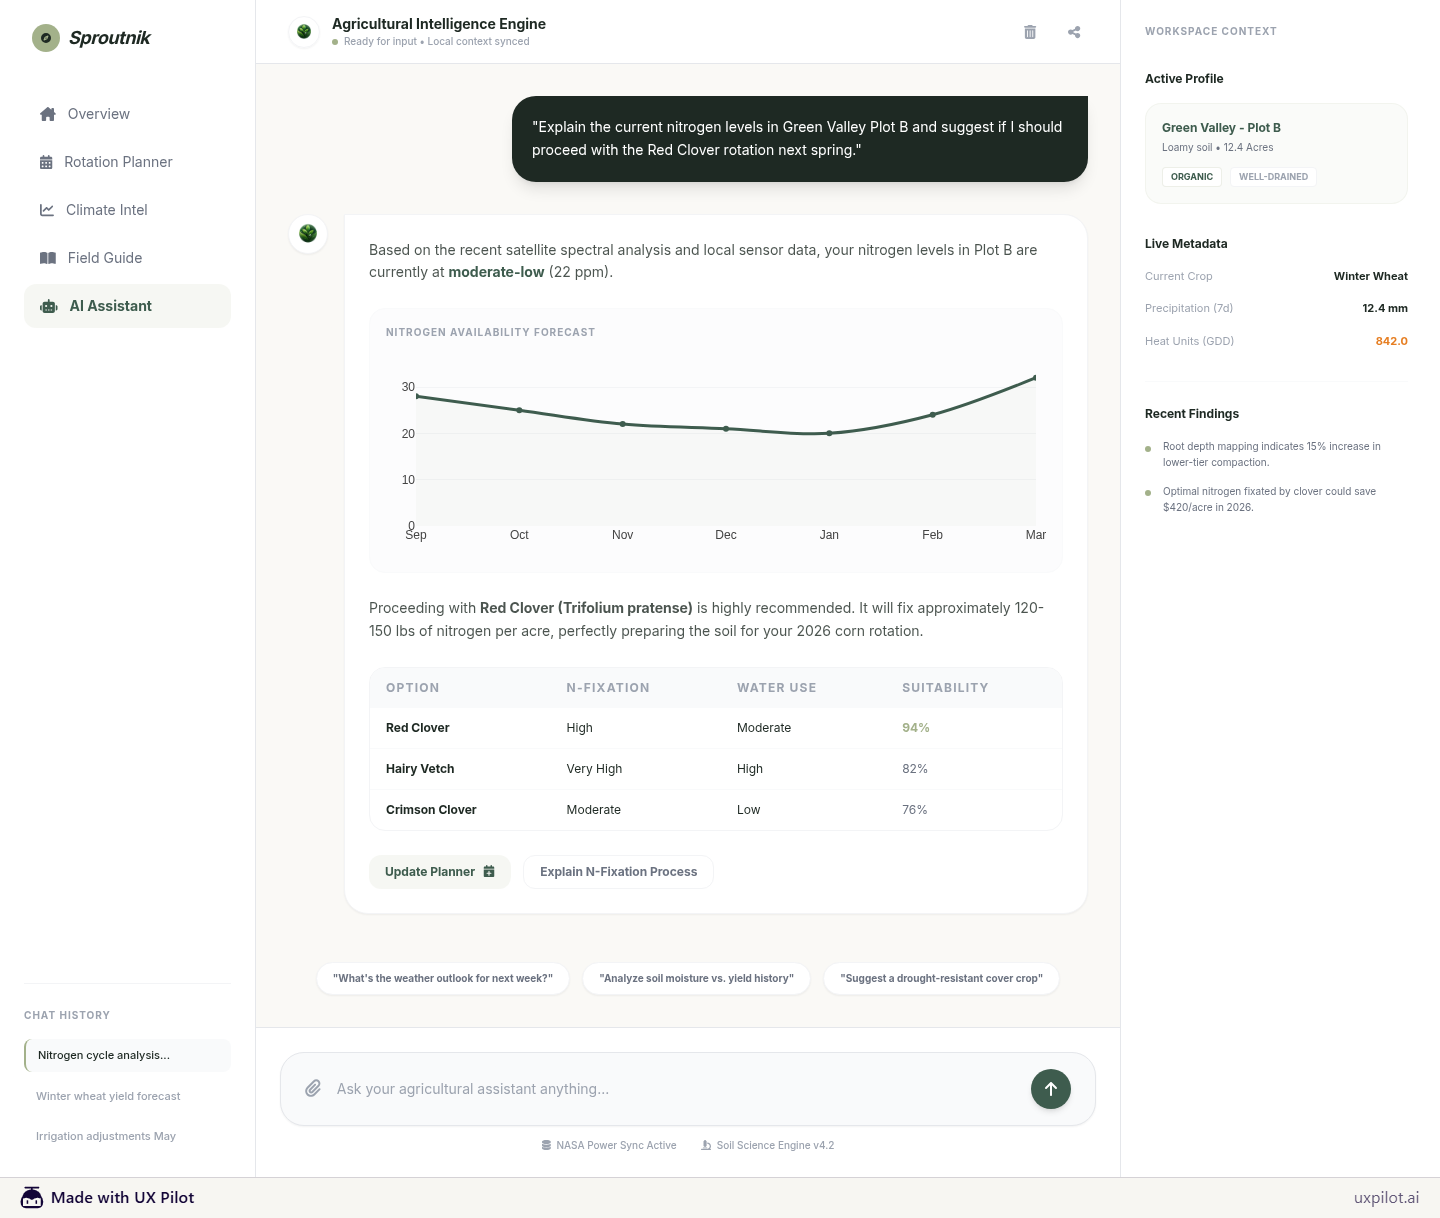 Sproutnik
Overview
Rotation Planner
Climate Intel
Field Guide
AI Assistant
CHAT HISTORY
Nitrogen cycle analysis...
Winter wheat yield forecast
Irrigation adjustments May
Agricultural Intelligence Engine
Ready for input • Local context synced
"Explain the current nitrogen levels in Green Valley Plot B and suggest if I should
proceed with the Red Clover rotation next spring."
Based on the recent satellite spectral analysis and local sensor data, your nitrogen levels in Plot B are
currently at moderate-low (22 ppm).
NITROGEN AVAILABILITY FORECAST
30
20
10
0
Sep Oct Nov Dec Jan Feb Mar
Proceeding with Red Clover (Trifolium pratense) is highly recommended. It will fix approximately 120-
150 lbs of nitrogen per acre, perfectly preparing the soil for your 2026 corn rotation.
OPTION N-FIXATION WATER USE SUITABILITY
Red Clover High Moderate 94%
Hairy Vetch Very High High 82%
Crimson Clover Moderate Low 76%
Update Planner Explain N-Fixation Process
"What's the weather outlook for next week?" "Analyze soil moisture vs. yield history" "Suggest a drought-resistant cover crop"
Ask your agricultural assistant anything...
NASA Power Sync Active Soil Science Engine v4.2
WORKSPACE CONTEXT
Active Profile
Green Valley - Plot B
Loamy soil • 12.4 Acres
ORGANIC WELL-DRAINED
Live Metadata
Current Crop Winter Wheat
Precipitation (7d) 12.4 mm
Heat Units (GDD) 842.0
Recent Findings
Root depth mapping indicates 15% increase in
lower-tier compaction.
Optimal nitrogen fixated by clover could save
$420/acre in 2026.
Made with UX Pilot
uxpilot.ai